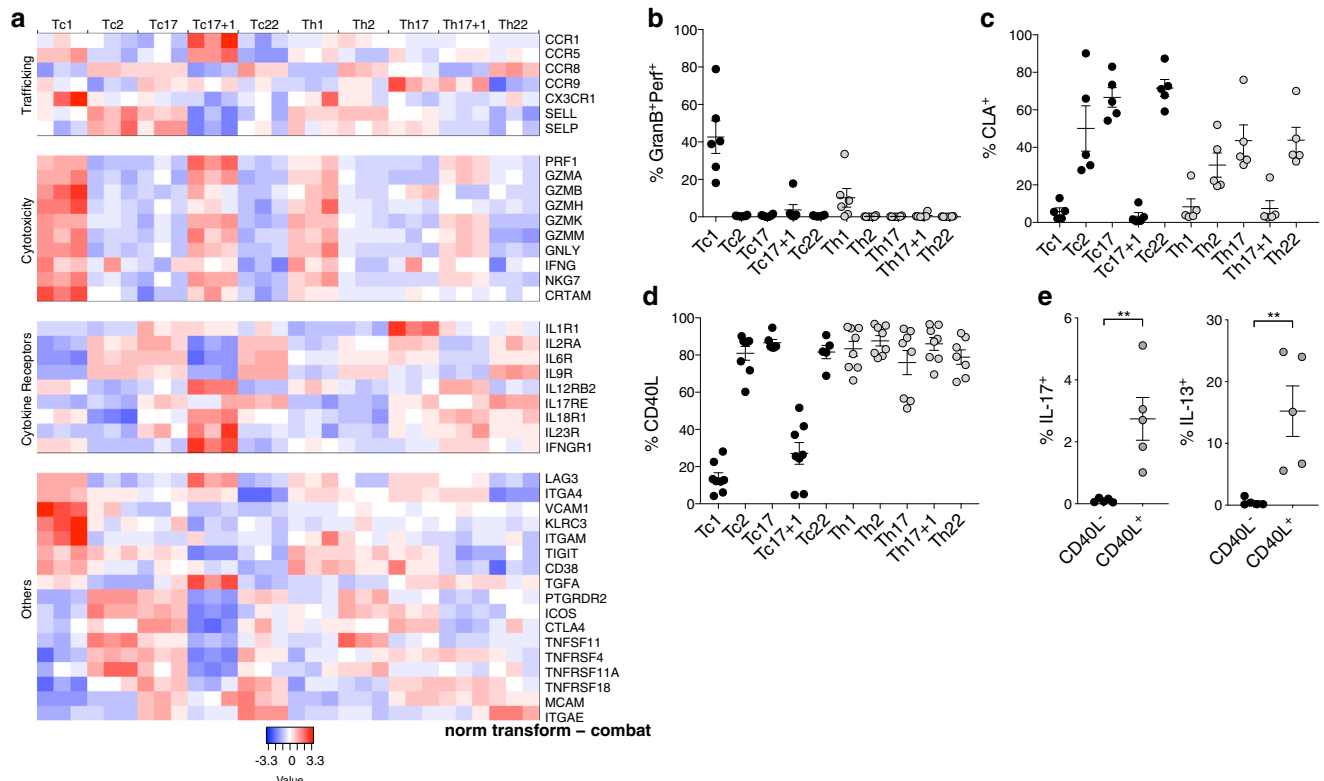 a
Tc1 Tc2 Tc17 Tc17+1 Tc22 Th1 Th2 Th17 Th17+1 Th22
Trafficking
CCR1
CCR5
CCR8
CCR9
CX3CR1
SELL
SELP
Cytotoxicity
PRF1
GZMA
GZMB
GZMH
GZMK
GZMM
GNLY
IFNG
NKG7
CRTAM
Cytokine Receptors
IL1R1
IL2RA
IL6R
IL9R
IL12RB2
IL17RE
IL18R1
IL23R
IFNGR1
Others
LAG3
ITGA4
VCAM1
KLRC3
ITGAM
TIGIT
CD38
TGFA
PTGRDR2
ICOS
CTLA4
TNFSF11
TNFRSF4
TNFRSF11A
TNFRSF18
MCAM
ITGAE
norm transform – combat
-3.3 0 3.3
Value
b
% GranB+Perf+
100
80
60
40
20
0
Tc1 Tc2 Tc17 Tc17+1 Tc22 Th1 Th2 Th17 Th17+1 Th22
c
% CLA+
100
80
60
40
20
0
Tc1 Tc2 Tc17 Tc17+1 Tc22 Th1 Th2 Th17 Th17+1 Th22
d
% CD40L
100
80
60
40
20
0
Tc1 Tc2 Tc17 Tc17+1 Tc22 Th1 Th2 Th17 Th17-1 Th22
e
% IL-17+
6
4
2
0
**
CD40L- CD40L+
% IL-13+
30
20
10
0
**
CD40L- CD40L+